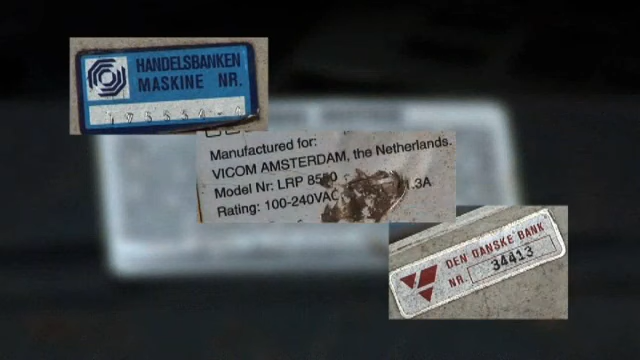 HANDELSBANKEN
MASKINE NR.
Manufactured for:
VICOM AMSTERDAM, the Netherlands.
Model Nr: LRP
Rating: 100-240VAC
DEN DANSKE BANK
NR. 34413